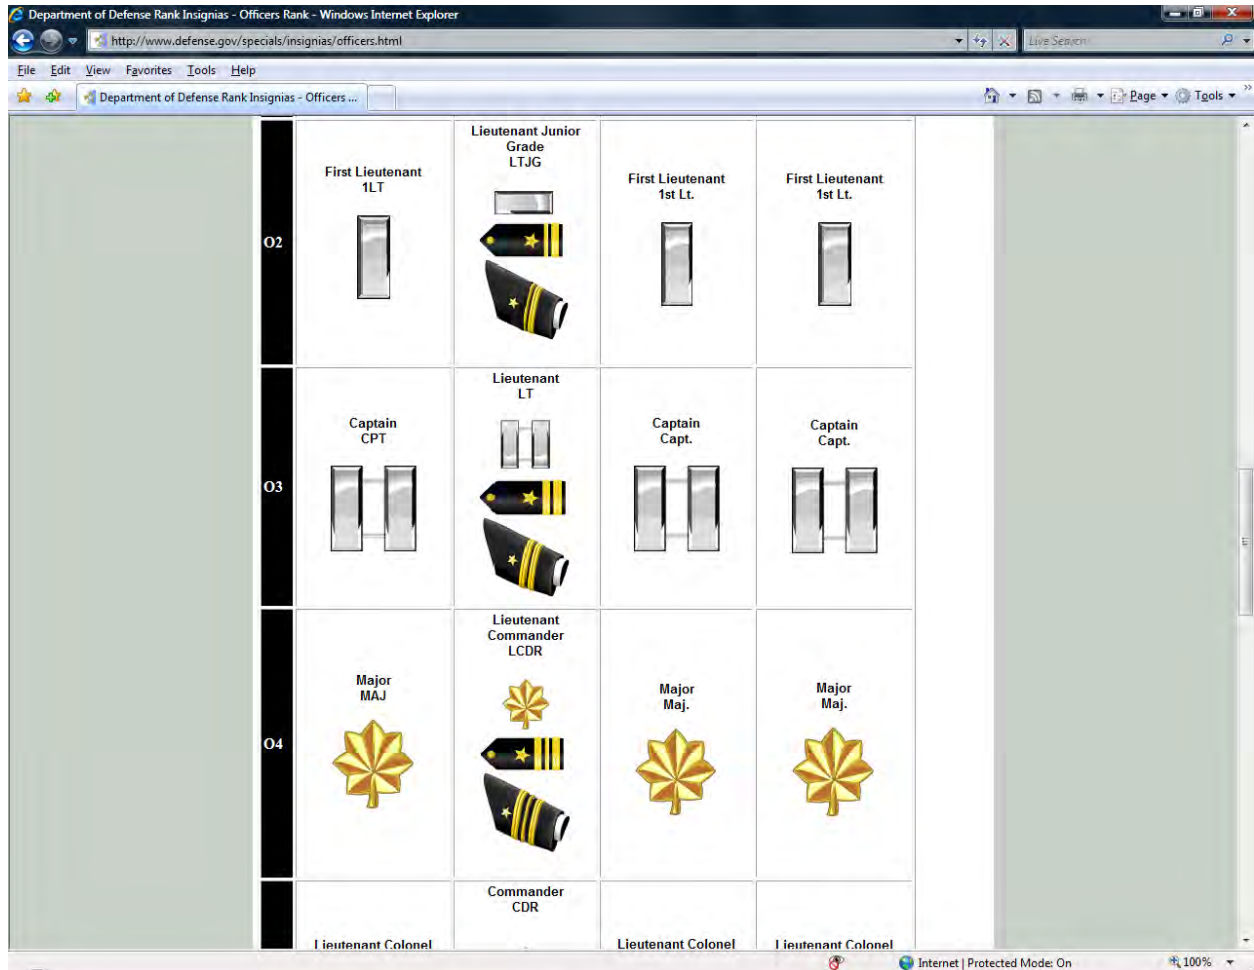 Department of Defense Rank Insignias - Officers Rank - Windows Internet Explorer
http://www.defense.gov/specials/insignias/officers.html
Live Search
File Edit View Favorites Tools Help
Department of Defense Rank Insignias - Officers ...
Page Tools
O2
First Lieutenant
1LT
Lieutenant Junior
Grade
LTJG
First Lieutenant
1st Lt.
First Lieutenant
1st Lt.
O3
Captain
CPT
Lieutenant
LT
Captain
Capt.
Captain
Capt.
O4
Major
MAJ
Lieutenant
Commander
LCDR
Major
Maj.
Major
Maj.
Lieutenant Colonel
Commander
CDR
Lieutenant Colonel
Lieutenant Colonel
Internet | Protected Mode: On
100%